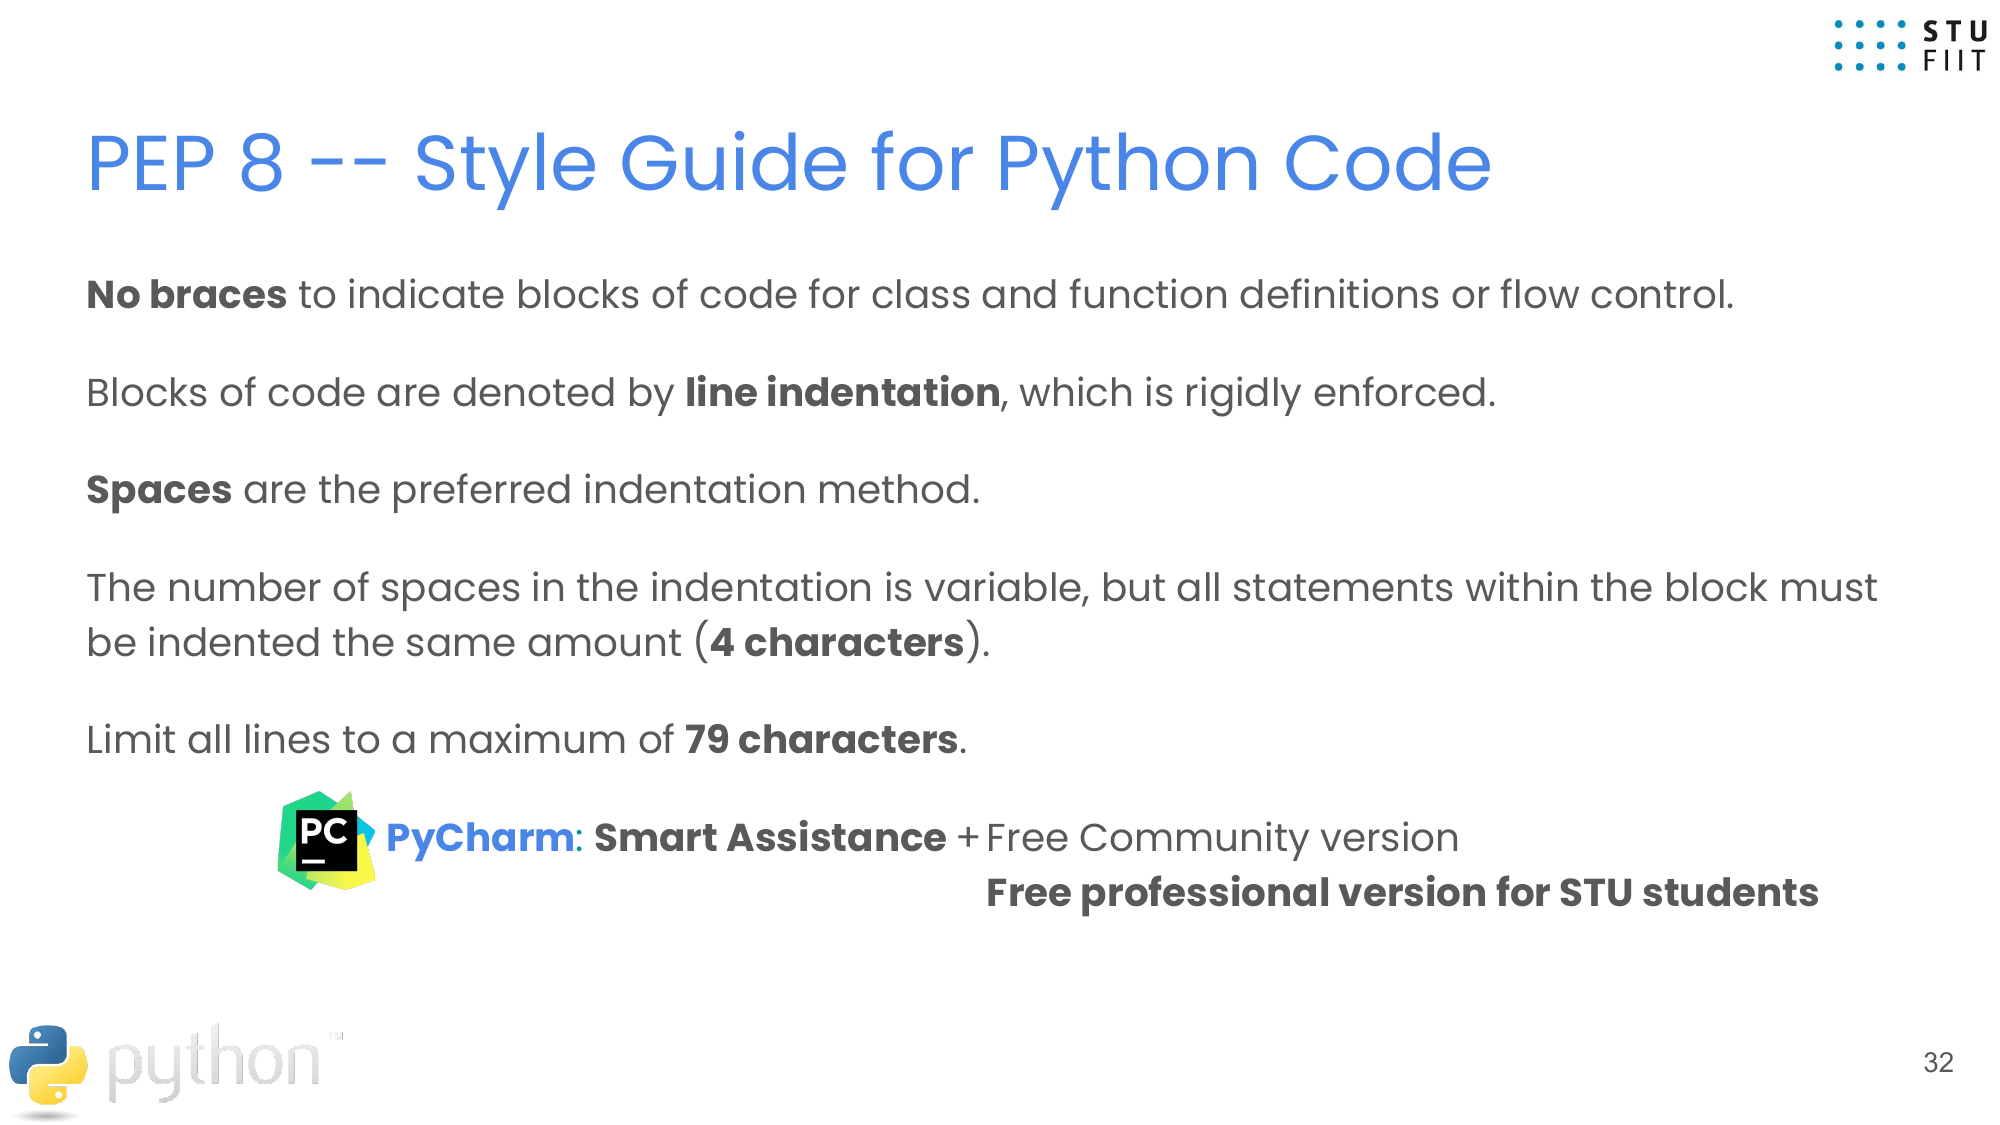 STU
FIIT
PEP 8 -- Style Guide for Python Code
No braces to indicate blocks of code for class and function definitions or flow control.
Blocks of code are denoted by line indentation, which is rigidly enforced.
Spaces are the preferred indentation method.
The number of spaces in the indentation is variable, but all statements within the block must
be indented the same amount (4 characters).
Limit all lines to a maximum of 79 characters.
PC PyCharm: Smart Assistance + Free Community version
Free professional version for STU students
python™
32